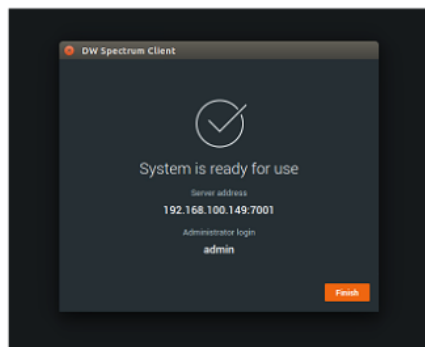 DW Spectrum Client
System is ready for use
Server address
192.168.100.149:7001
Administrator login
admin
Finish